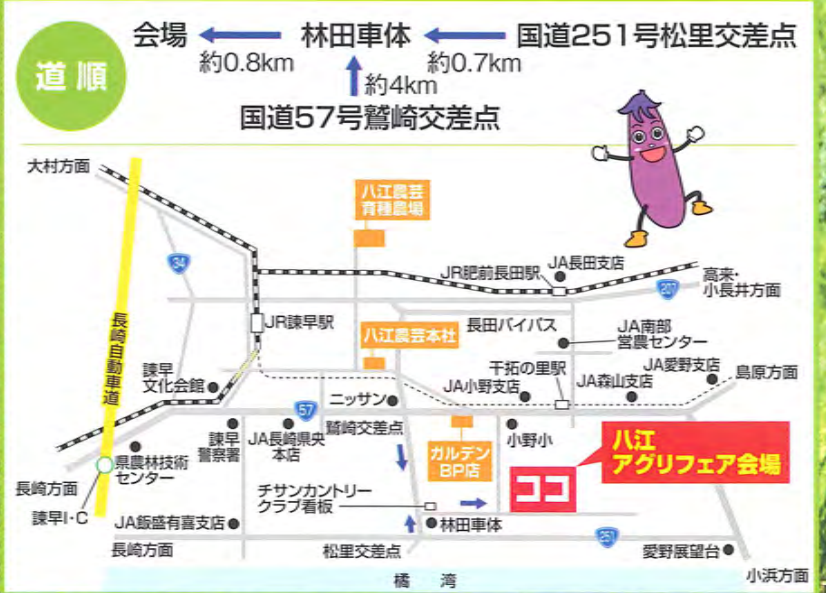 道順
会場 ← 林田車体 ← 国道251号松里交差点
約0.8km
約0.7km
約4km
国道57号鷲崎交差点
大村方面
八江農芸
育種農場
34
JA長田支店
JR肥前長田駅
高来・
小長井方面
207
長崎自動車道
JR諫早駅
八江農芸本社
長田バイパス
JA南部
営農センター
諫早
文化会館
干拓の里駅
JA愛野支店
JA小野支店
JA森山支店
島原方面
ニッサン
57
鷲崎交差点
諫早
警察署
JA長崎県央
本店
ガルデン
BP店
小野小
八江
アグリフェア会場
県農林技術
センター
ココ
長崎方面
諫早I・C
チサンカントリー
クラブ看板
JA飯盛有喜支店
林田車体
251
長崎方面
松里交差点
愛野展望台
橘 湾
小浜方面